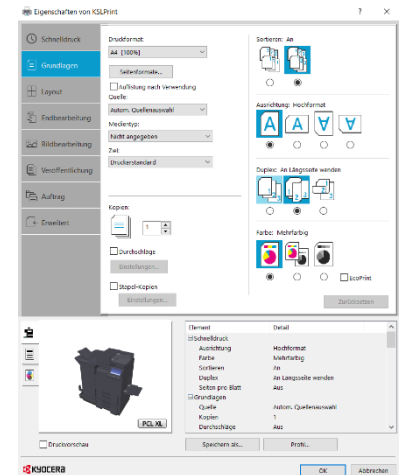 Eigenschaften von KSLPrint
Schnelldruck
Grundlagen
Layout
Endbearbeitung
Bildbearbeitung
Veröffentlichung
Auftrag
Erweitert
Druckformat:
A4 [100%]
Seitenformate...
Auflistung nach Verwendung
Quelle:
Autom. Quellenauswahl
Medientyp:
Nicht angegeben
Ziel:
Druckerstandard
Kopien:
1
Durchschläge
Einstellungen...
Stapel-Kopien
Einstellungen...
Sortieren: An
Ausrichtung: Hochformat
A A A A
Duplex: An Längsseite wenden
Farbe: Mehrfarbig
EcoPrint
Zurücksetzen
PCL XL
Druckvorschau
Element Detail
Schnelldruck
Ausrichtung Hochformat
Farbe Mehrfarbig
Sortieren An
Duplex An Längsseite wenden
Seiten pro Blatt Aus
Grundlagen
Quelle Autom. Quellenauswahl
Kopien 1
Durchschläge Aus
Speichern als... Profil...
KYOCERA
OK Abbrechen